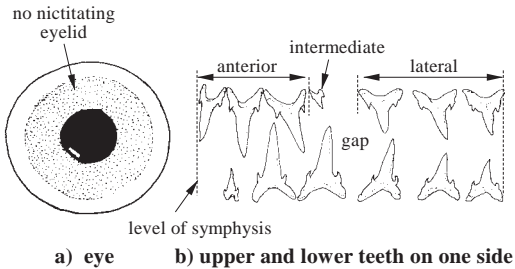 no nictitating
eyelid
intermediate
anterior
lateral
gap
level of symphysis
a) eye
b) upper and lower teeth on one side